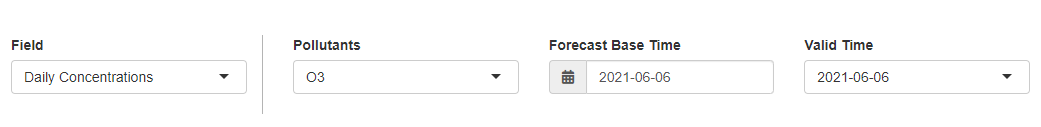 Field Pollutants Forecast Base Time Valid Time
Daily Concentrations O3 2021-06-06 2021-06-06